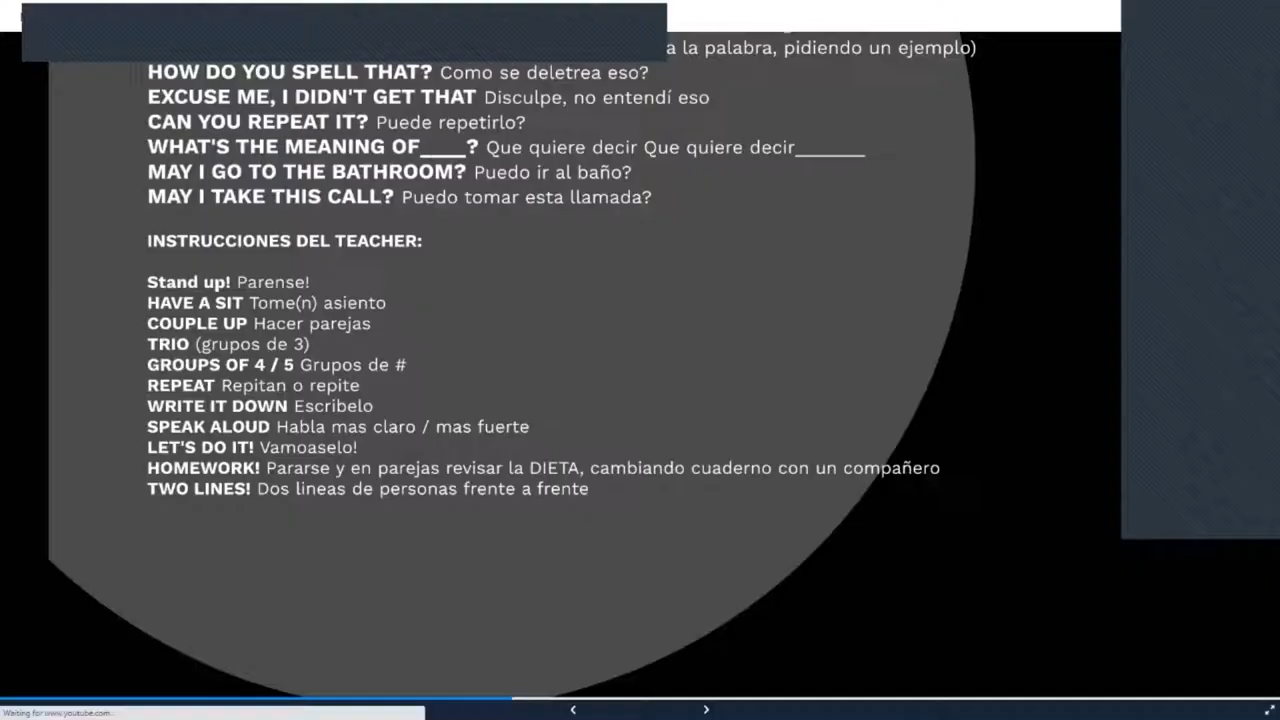 a la palabra, pidiendo un ejemplo)
HOW DO YOU SPELL THAT? Como se deletrea eso?
EXCUSE ME, I DIDN'T GET THAT Disculpe, no entendí eso
CAN YOU REPEAT IT? Puede repetirlo?
WHAT'S THE MEANING OF____? Que quiere decir Que quiere decir_______
MAY I GO TO THE BATHROOM? Puedo ir al baño?
MAY I TAKE THIS CALL? Puedo tomar esta llamada?
INSTRUCCIONES DEL TEACHER:
Stand up! Parense!
HAVE A SIT Tome(n) asiento
COUPLE UP Hacer parejas
TRIO (grupos de 3)
GROUPS OF 4 / 5 Grupos de #
REPEAT Repitan o repite
WRITE IT DOWN Escribelo
SPEAK ALOUD Habla mas claro / mas fuerte
LET'S DO IT! Vamoaselo!
HOMEWORK! Pararse y en parejas revisar la DIETA, cambiando cuaderno con un compañero
TWO LINES! Dos lineas de personas frente a frente
Waiting for www.youtube.com...